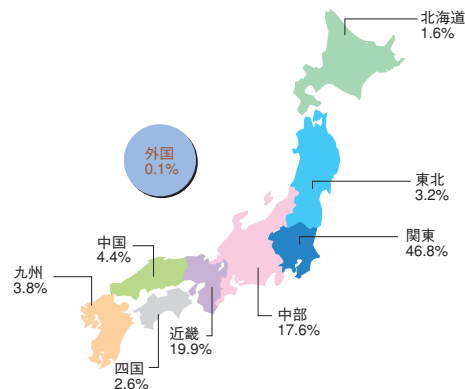 北海道
1.6%
外国
0.1%
東北
3.2%
関東
46.8%
中国
4.4%
九州
3.8%
中部
17.6%
近畿
19.9%
四国
2.6%